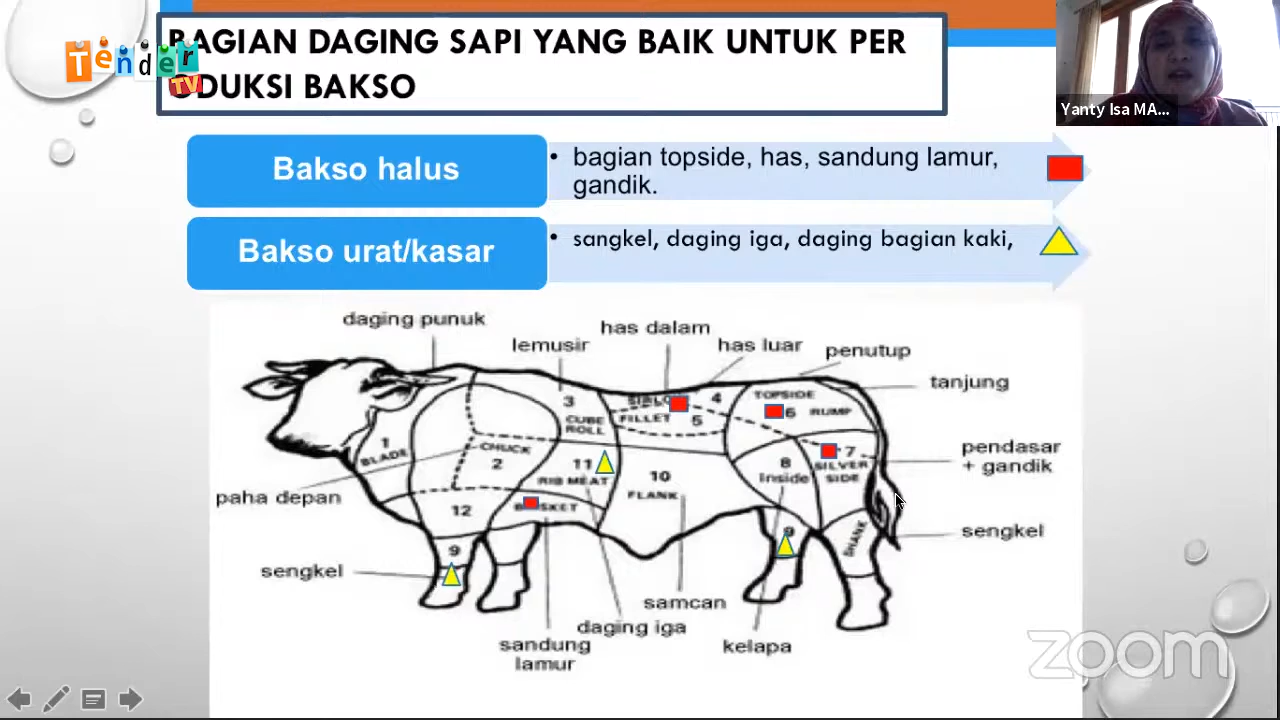 BAGIAN DAGING SAPI YANG BAIK UNTUK PER
ODUKSI BAKSO
Tender
TV
Yanty Isa MA...
Bakso halus
• bagian topside, has, sandung lamur,
gandik.
Bakso urat/kasar
• sangkel, daging iga, daging bagian kaki,
daging punuk
has dalam
lemusir
has luar
penutup
tanjung
3
4
TOPSIDE
CUBE
ROLL
FILLET
5
6
RUMP
1
BLADE
CHUCK
2
7
pendasar
+ gandik
11
RIB MEAT
10
FLANK
8
Inside
SILVER
SIDE
paha depan
12
9
9
SHANK
sengkel
sengkel
samcan
daging iga
sandung
lamur
kelapa
zoom